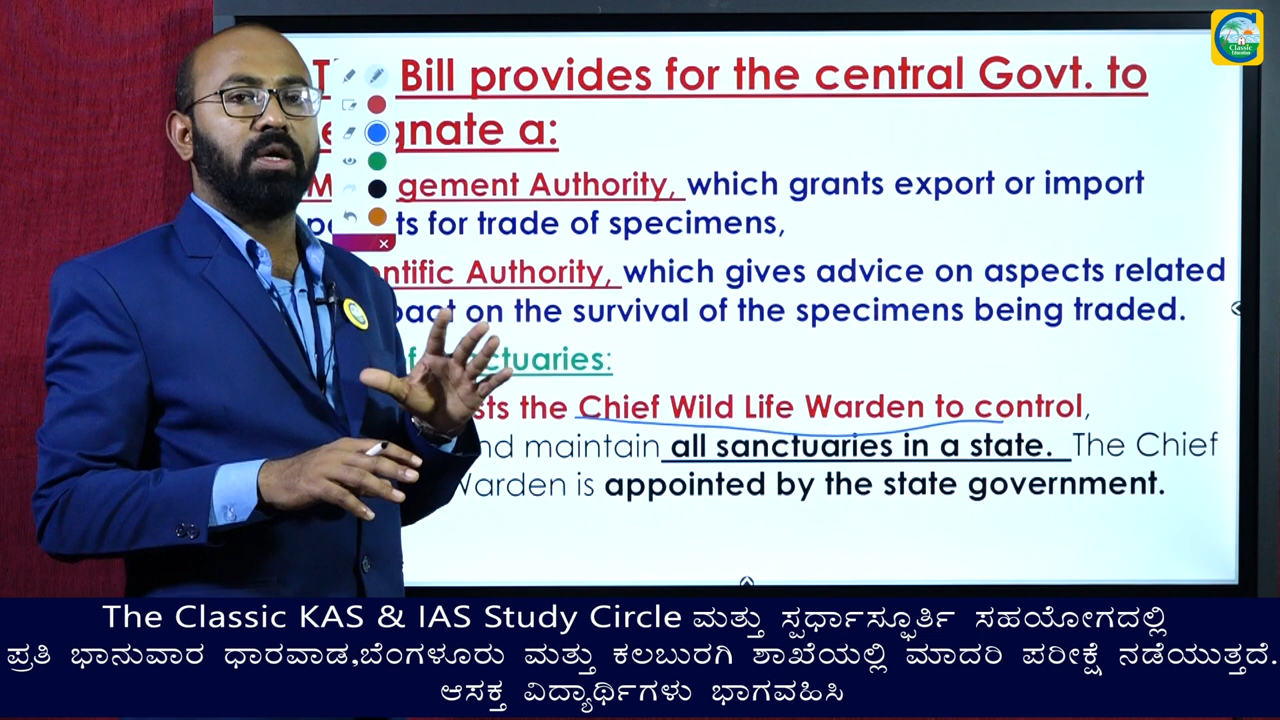 Classic
Education
Bill provides for the central Govt. to
gnate a:
gement Authority, which grants export or import
ts for trade of specimens,
ntific Authority, which gives advice on aspects related
pact on the survival of the specimens being traded.
f ctuaries:
sts the Chief Wild Life Warden to control,
nd maintain all sanctuaries in a state. The Chief
Warden is appointed by the state government.
The Classic KAS & IAS Study Circle ಮತ್ತು ಸ್ಪರ್ಧಾಸ್ಫೂರ್ತಿ ಸಹಯೋಗದಲ್ಲಿ
ಪ್ರತಿ ಭಾನುವಾರ ಧಾರವಾಡ,ಬೆಂಗಳೂರು ಮತ್ತು ಕಲಬುರಗಿ ಶಾಖೆಯಲ್ಲಿ ಮಾದರಿ ಪರೀಕ್ಷೆ ನಡೆಯುತ್ತದೆ.
ಆಸಕ್ತ ವಿದ್ಯಾರ್ಥಿಗಳು ಭಾಗವಹಿಸಿ